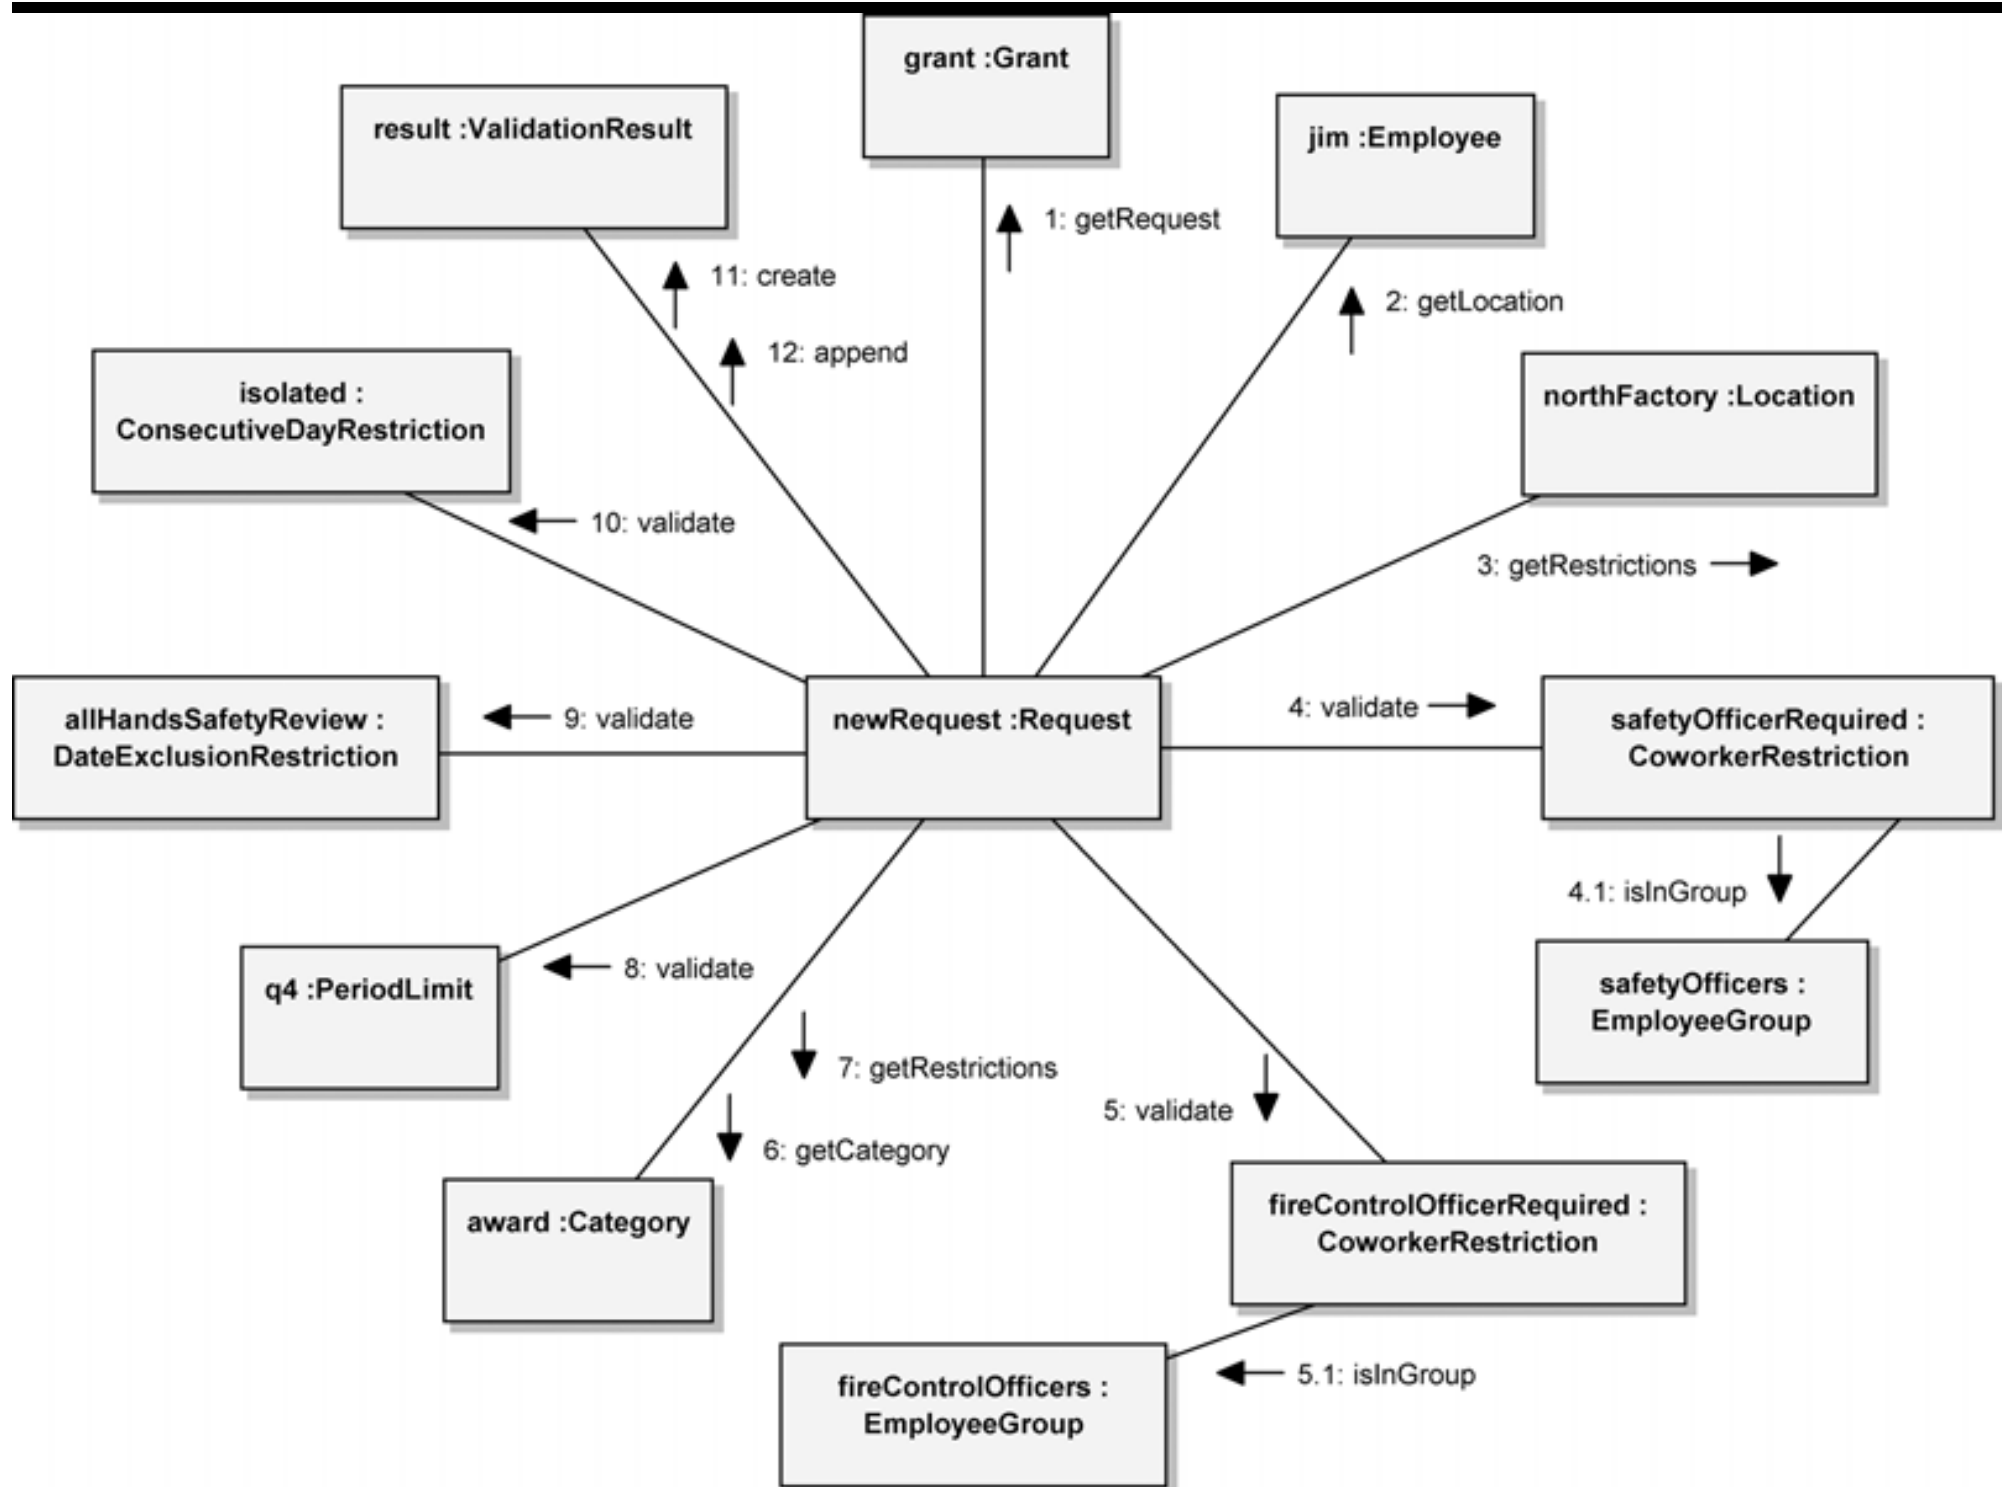 grant :Grant
result :ValidationResult
jim :Employee
1: getRequest
11: create
2: getLocation
12: append
isolated :
ConsecutiveDayRestriction
northFactory :Location
10: validate
3: getRestrictions
allHandsSafetyReview :
DateExclusionRestriction
9: validate
newRequest :Request
4: validate
safetyOfficerRequired :
CoworkerRestriction
4.1: isInGroup
q4 :PeriodLimit
8: validate
safetyOfficers :
EmployeeGroup
7: getRestrictions
5: validate
6: getCategory
award :Category
fireControlOfficerRequired :
CoworkerRestriction
5.1: isInGroup
fireControlOfficers :
EmployeeGroup